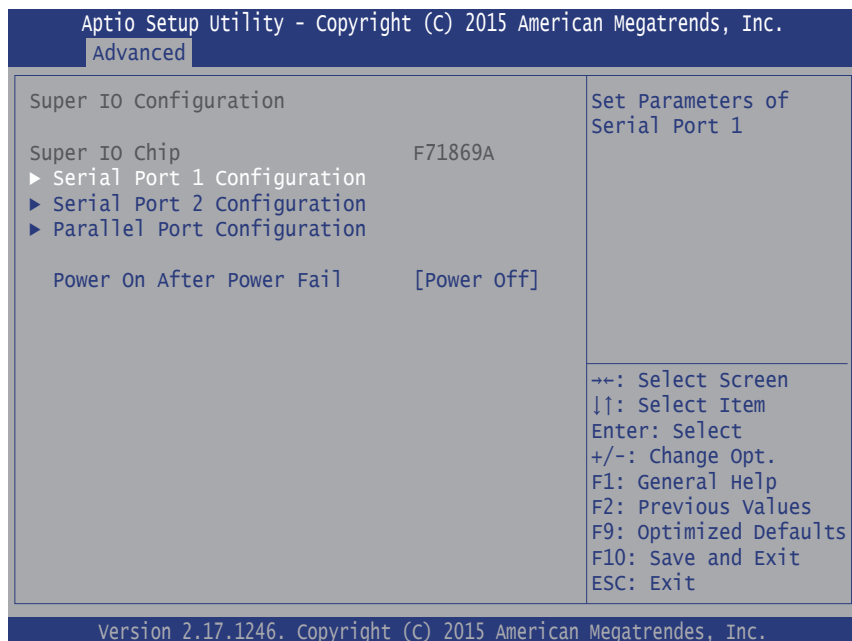 Aptio Setup Utility - Copyright (C) 2015 American Megatrends, Inc.
Advanced
Super IO Configuration
Super IO Chip F71869A
▶ Serial Port 1 Configuration
▶ Serial Port 2 Configuration
▶ Parallel Port Configuration
Power On After Power Fail [Power Off]
Set Parameters of
Serial Port 1
→←: Select Screen
↓↑: Select Item
Enter: Select
+/-: Change Opt.
F1: General Help
F2: Previous Values
F9: Optimized Defaults
F10: Save and Exit
ESC: Exit
Version 2.17.1246. Copyright (C) 2015 American Megatrendes, Inc.